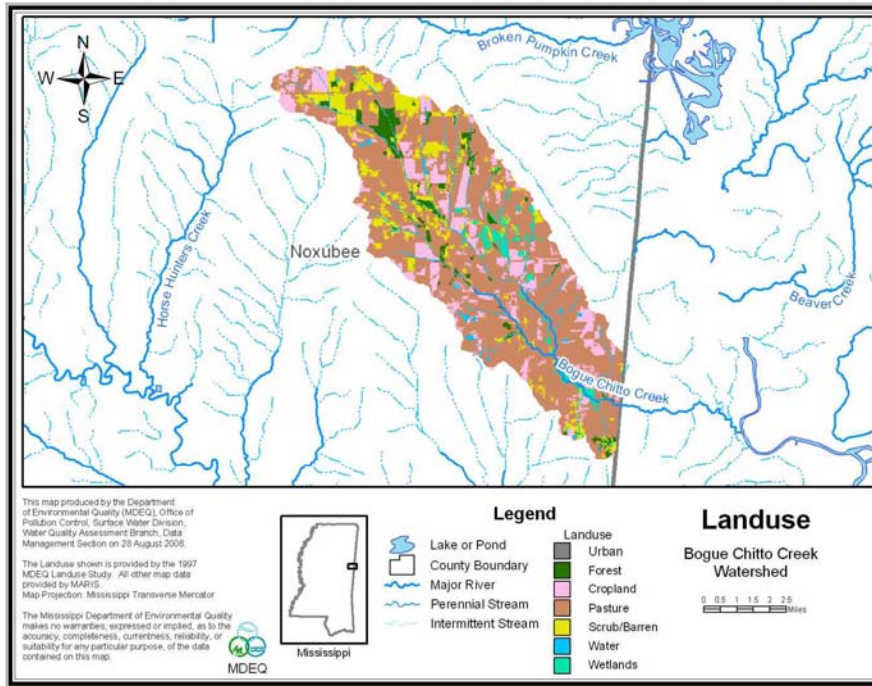 Broken Pumpkin Creek
N
W E
S
Horse Hunters Creek
Noxubee
Beaver Creek
Bogue Chitto Creek
This map produced by the Department
of Environmental Quality (MDEQ), Office of
Pollution Control, Surface Water Division,
Water Quality Assessment Branch, Data
Management Section on 28 August 2006.
The Landuse shown is provided by the 1997
MDEQ Landuse Study. All other map data
provided by MARIS.
Map Projection: Mississippi Transverse Mercator
The Mississippi Department of Environmental Quality
makes no warranties, expressed or implied, as to the
accuracy, completeness, currentness, reliability, or
suitability for any particular purpose, of the data
contained on this map.
MDEQ
Mississippi
Legend
Lake or Pond
County Boundary
Major River
Perennial Stream
Intermittent Stream
Landuse
Urban
Forest
Cropland
Pasture
Scrub/Barren
Water
Wetlands
Landuse
Bogue Chitto Creek
Watershed
0 0.5 1 1.5 2 2.5
Miles